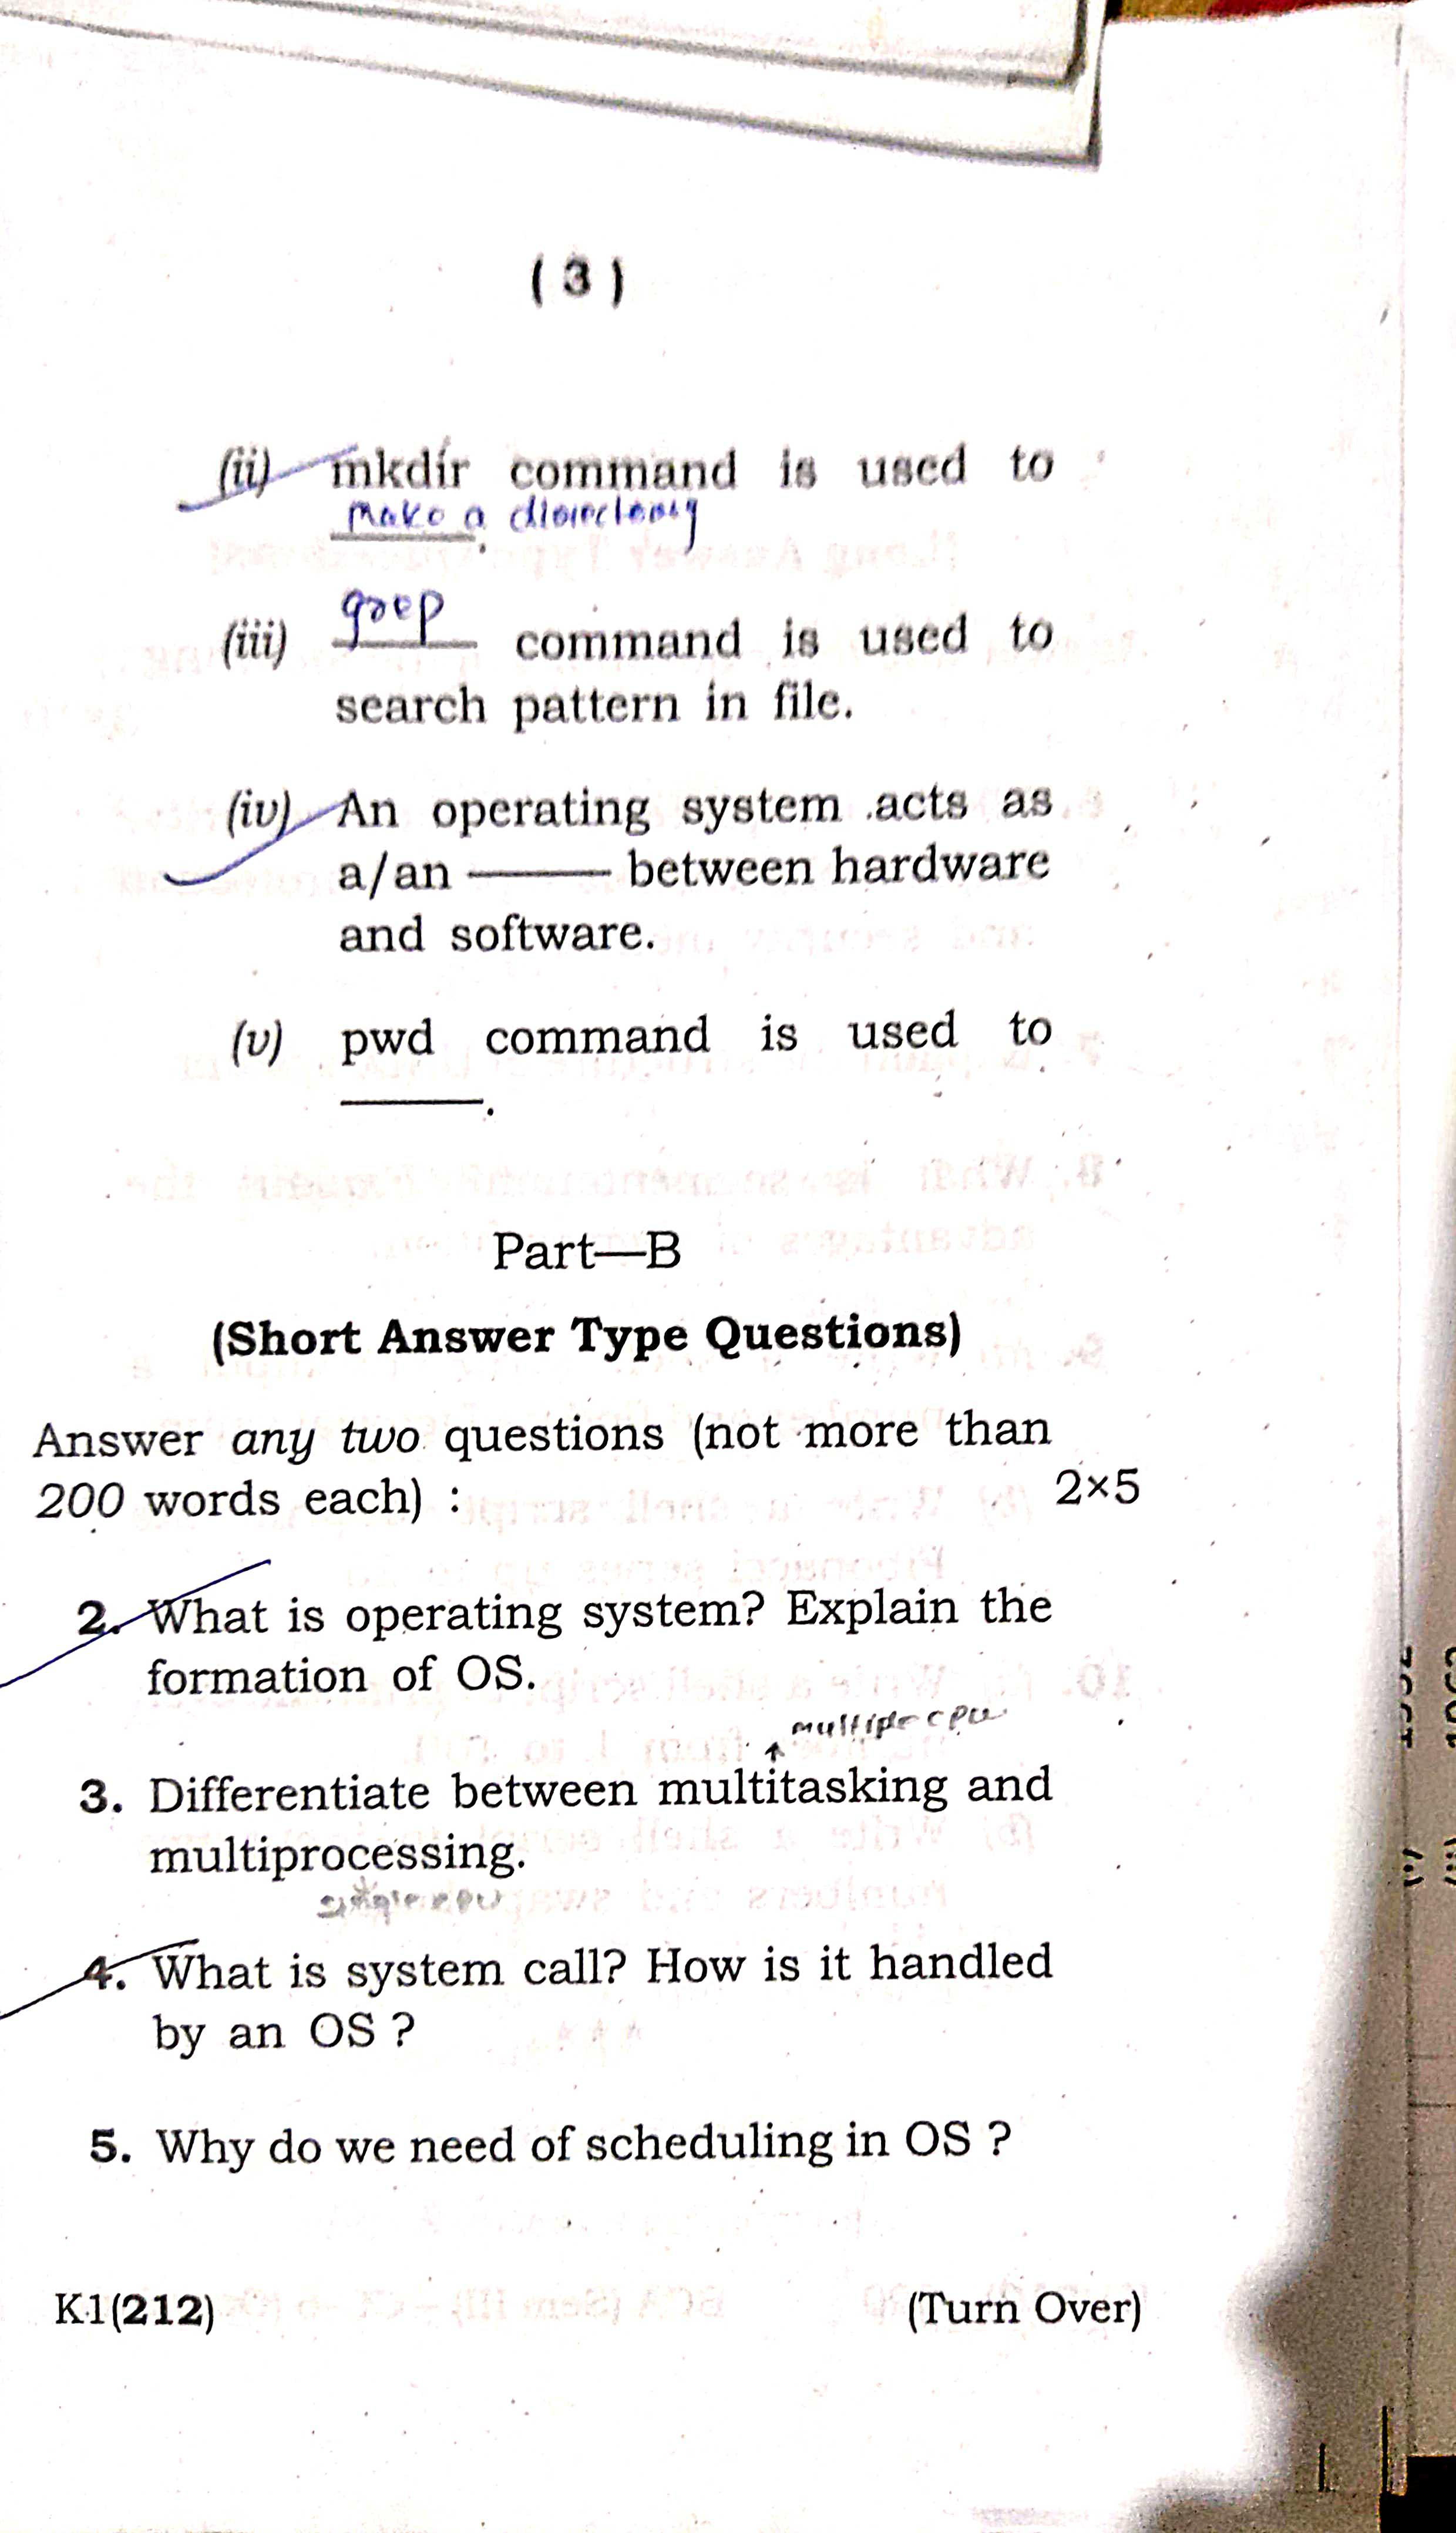 ( 3 )
(ii) mkdir command is used to
make a directory
(iii) grep command is used to
search pattern in file.
(iv) An operating system acts as
a/an ——— between hardware
and software.
(v) pwd command is used to
———.
Part—B
(Short Answer Type Questions)
Answer any two questions (not more than
200 words each) : 2×5
2. What is operating system? Explain the
formation of OS.
multiple cpu
3. Differentiate between multitasking and
multiprocessing.
single cpu
4. What is system call? How is it handled
by an OS ?
5. Why do we need of scheduling in OS ?
K1(212) (Turn Over)